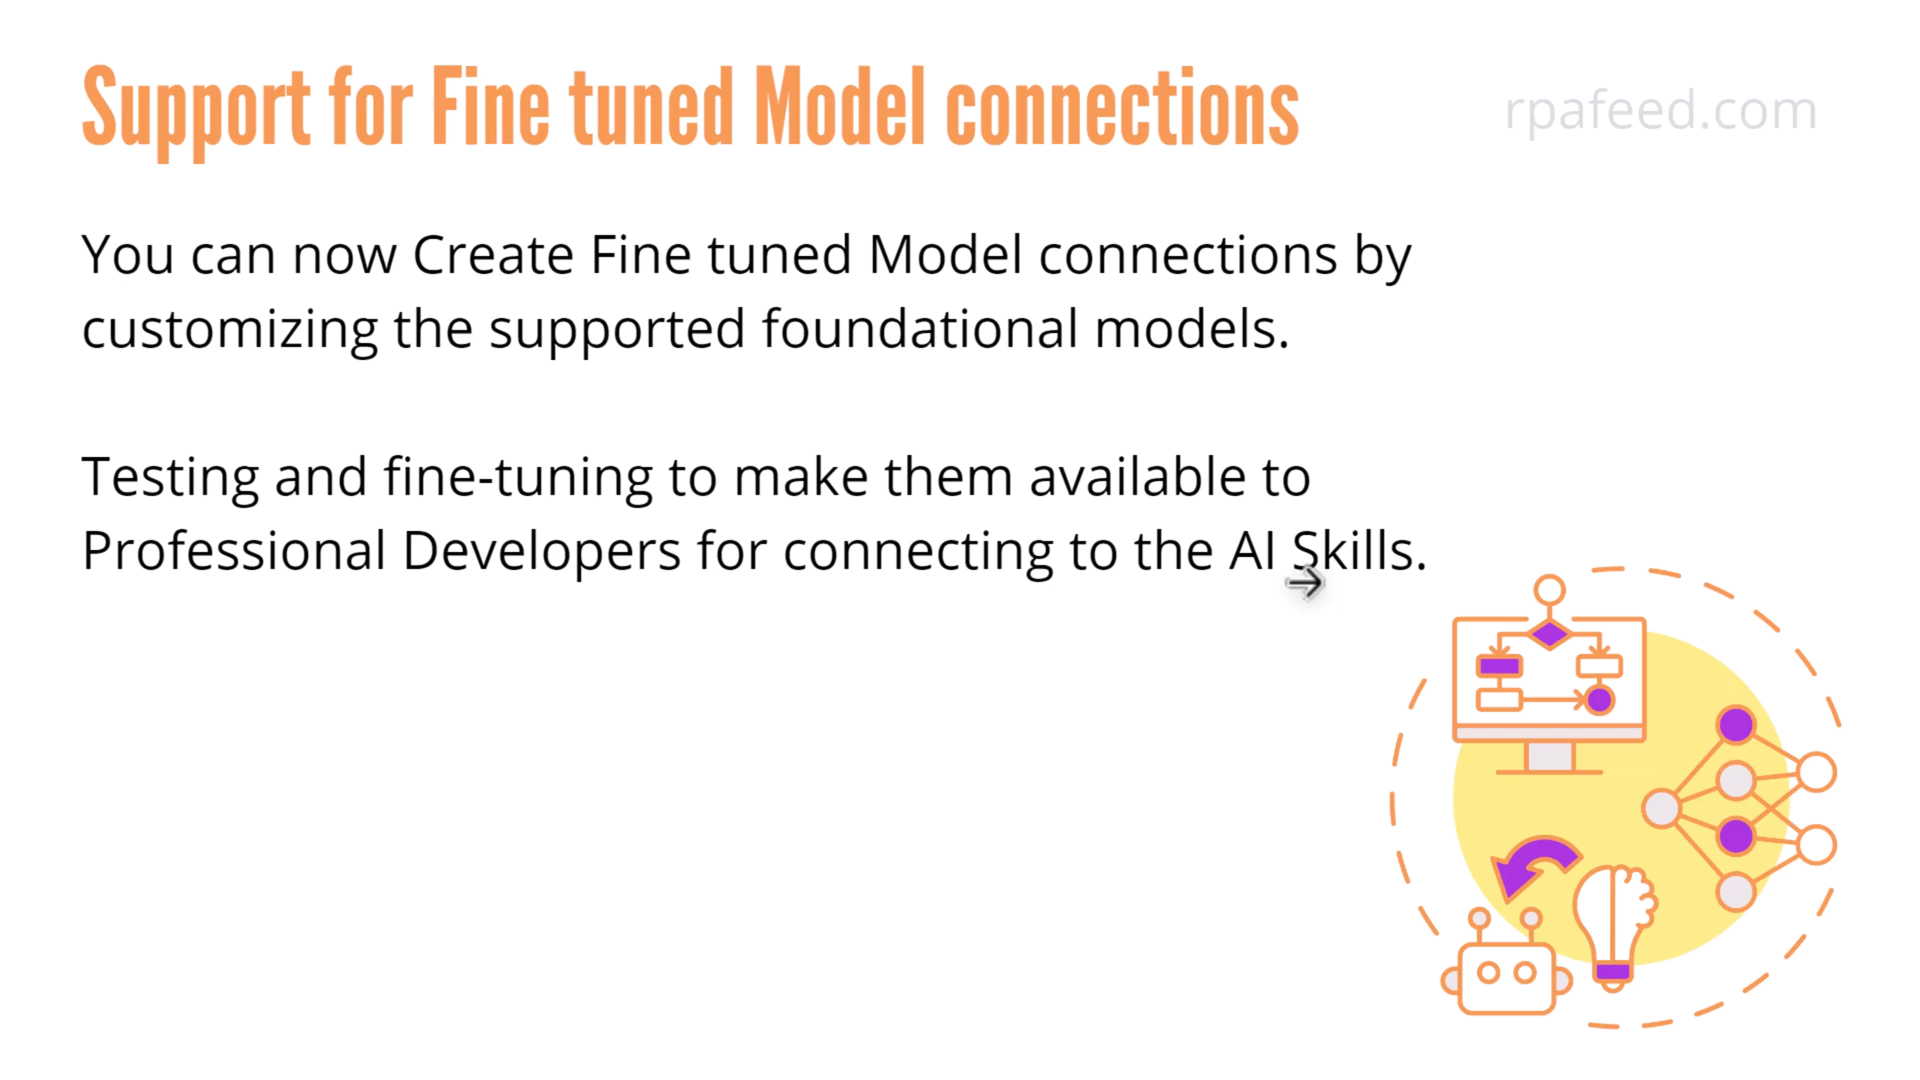 Support for Fine tuned Model connections
rpafeed.com
You can now Create Fine tuned Model connections by
customizing the supported foundational models.
Testing and fine-tuning to make them available to
Professional Developers for connecting to the AI Skills.